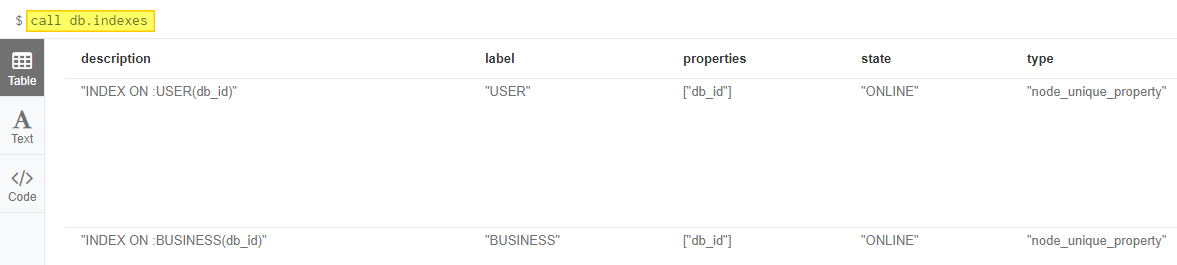 $ call db.indexes
description label properties state type
Table
"INDEX ON :USER(db_id)" "USER" ["db_id"] "ONLINE" "node_unique_property"
A
Text
</>
Code
"INDEX ON :BUSINESS(db_id)" "BUSINESS" ["db_id"] "ONLINE" "node_unique_property"